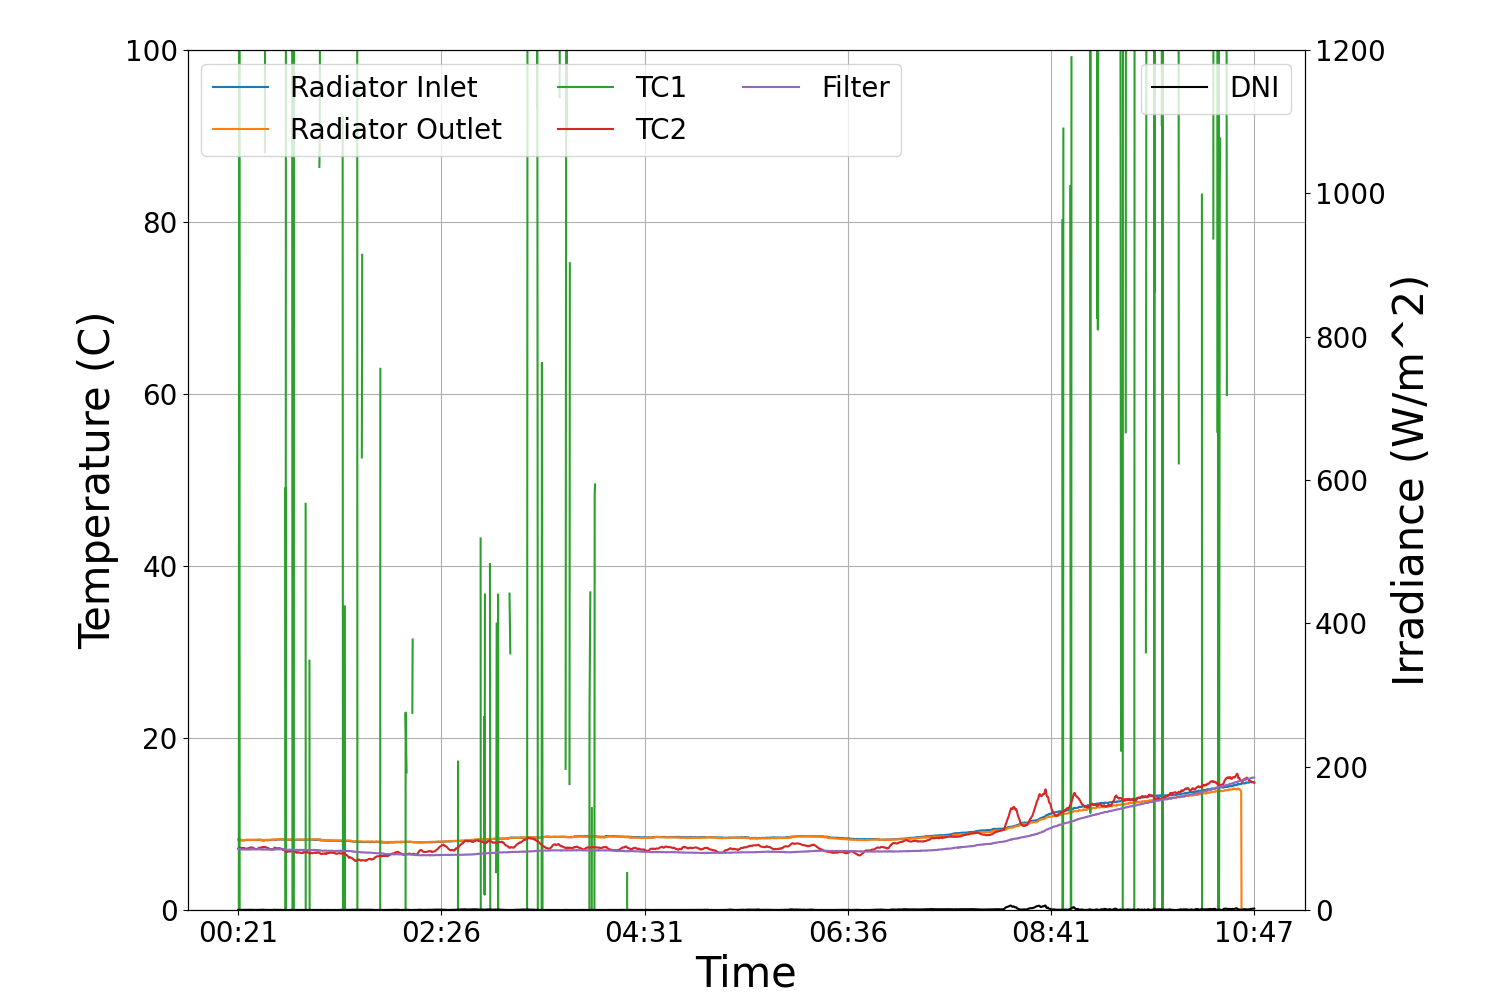 Temperature (C)
100
80
60
40
20
0
Radiator Inlet
Radiator Outlet
TC1
TC2
Filter
DNI
1200
1000
800
600
400
200
0
Irradiance (W/m^2)
00:21 02:26 04:31 06:36 08:41 10:47
Time